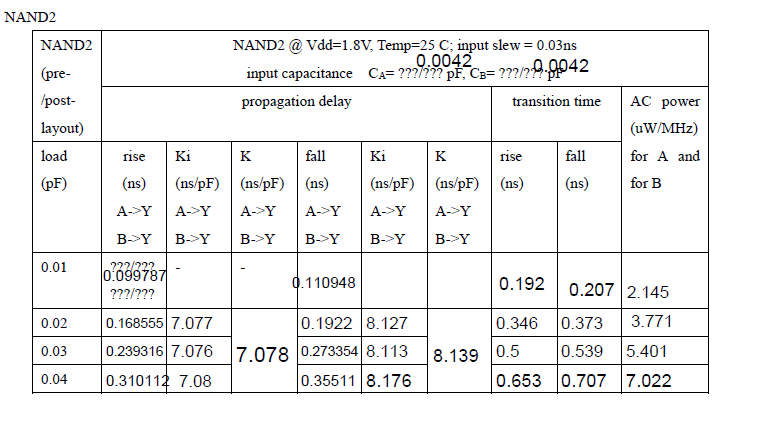 NAND2
NAND2 NAND2 @ Vdd=1.8V, Temp=25 C; input slew = 0.03ns
(pre- input capacitance CA= ???/??? pF, CB= ???/??? pF
0.0042 0.0042
/post- propagation delay transition time AC power
layout) (uW/MHz)
load rise Ki K fall Ki K rise fall for A and
(pF) (ns) (ns/pF) (ns/pF) (ns) (ns/pF) (ns/pF) (ns) (ns) for B
A->Y A->Y A->Y A->Y A->Y A->Y
B->Y B->Y B->Y B->Y B->Y B->Y
0.01 ???/??? - -
0.099787 0.110948 0.192 0.207 2.145
???/???
0.02 0.168555 7.077 0.1922 8.127 0.346 0.373 3.771
0.03 0.239316 7.076 7.078 0.273354 8.113 8.139 0.5 0.539 5.401
0.04 0.310112 7.08 0.35511 8.176 0.653 0.707 7.022